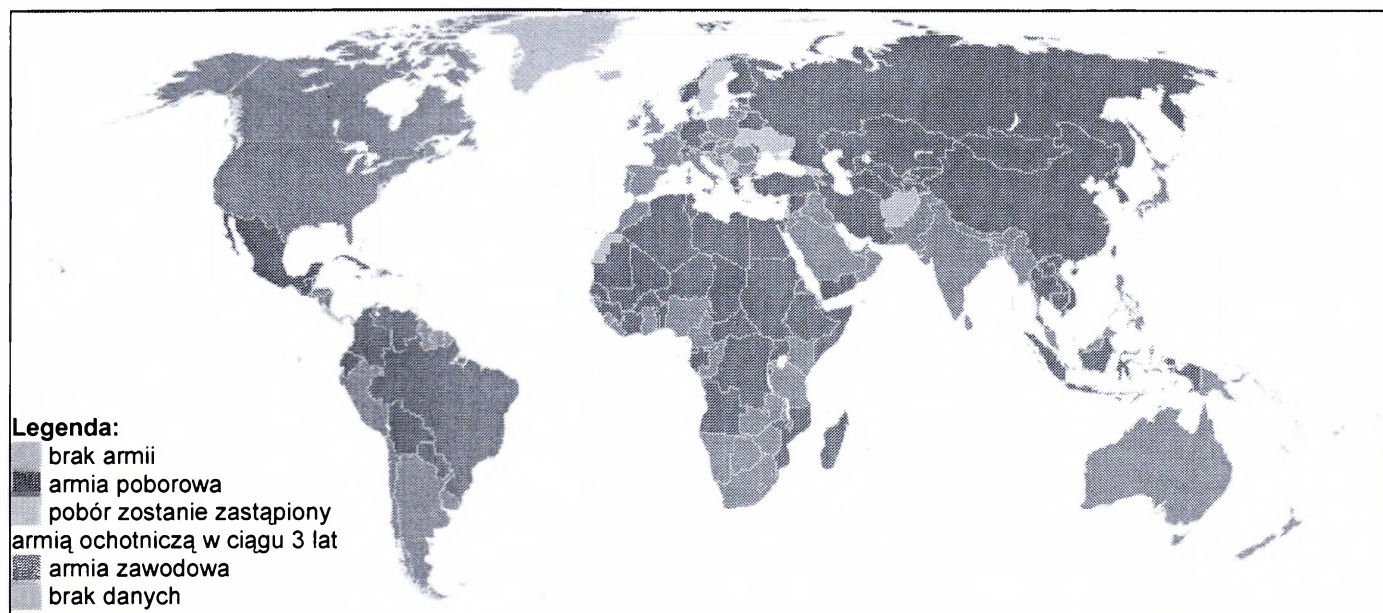 Legenda:
brak armii
armia poborowa
pobór zostanie zastąpiony
armią ochotniczą w ciągu 3 lat
armia zawodowa
brak danych